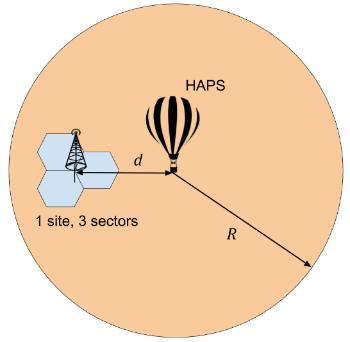 HAPS
d
R
1 site, 3 sectors